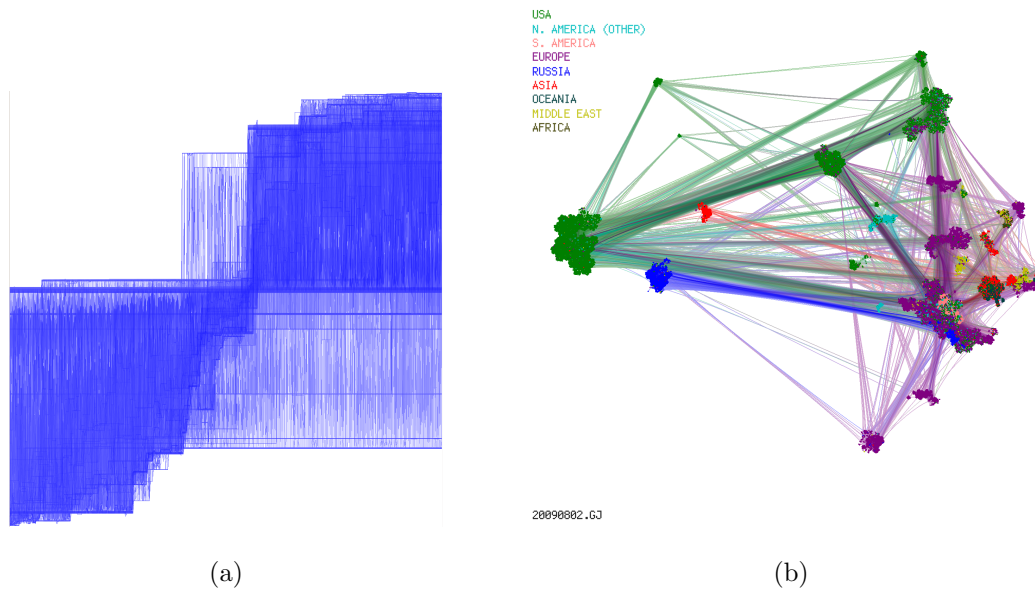 USA
N. AMERICA (OTHER)
S. AMERICA
EUROPE
RUSSIA
ASIA
OCEANIA
MIDDLE EAST
AFRICA
20090802.GJ
(a)
(b)